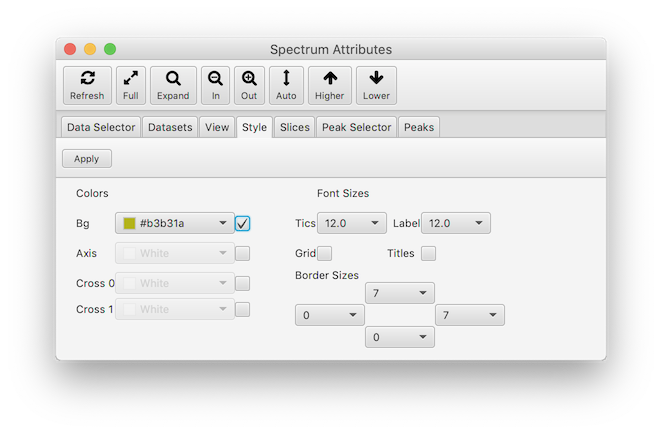 Spectrum Attributes
Refresh Full Expand In Out Auto Higher Lower
Data Selector Datasets View Style Slices Peak Selector Peaks
Apply
Colors Font Sizes
Bg #b3b31a Tics 12.0 Label 12.0
Axis White Grid Titles
Border Sizes
Cross 0 White 7
Cross 1 White 0 7
0